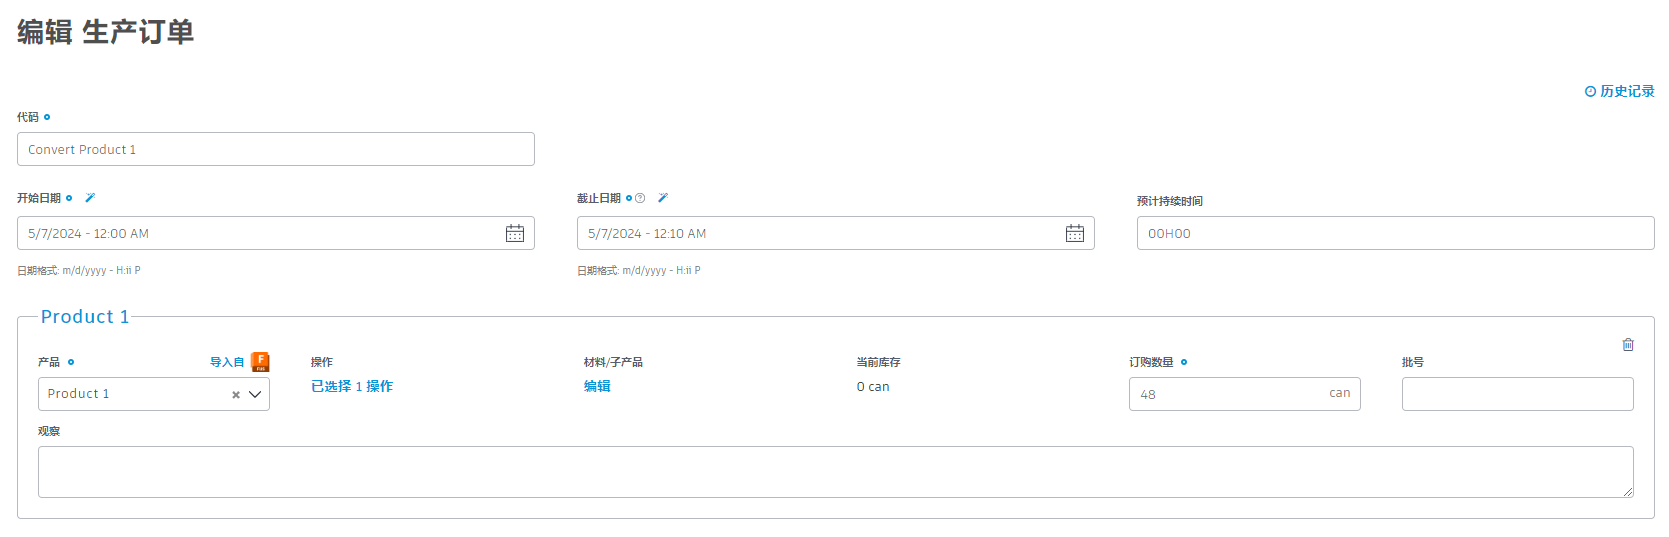 编辑 生产订单
历史记录
代码
Convert Product 1
开始日期
截止日期
预计持续时间
5/7/2024 - 12:00 AM
5/7/2024 - 12:10 AM
00H00
日期格式: m/d/yyyy - H:ii P
日期格式: m/d/yyyy - H:ii P
Product 1
产品
导入自
F
操作
材料/子产品
当前库存
订购数量
批号
Product 1
已选择 1 操作
编辑
0 can
48
can
观察